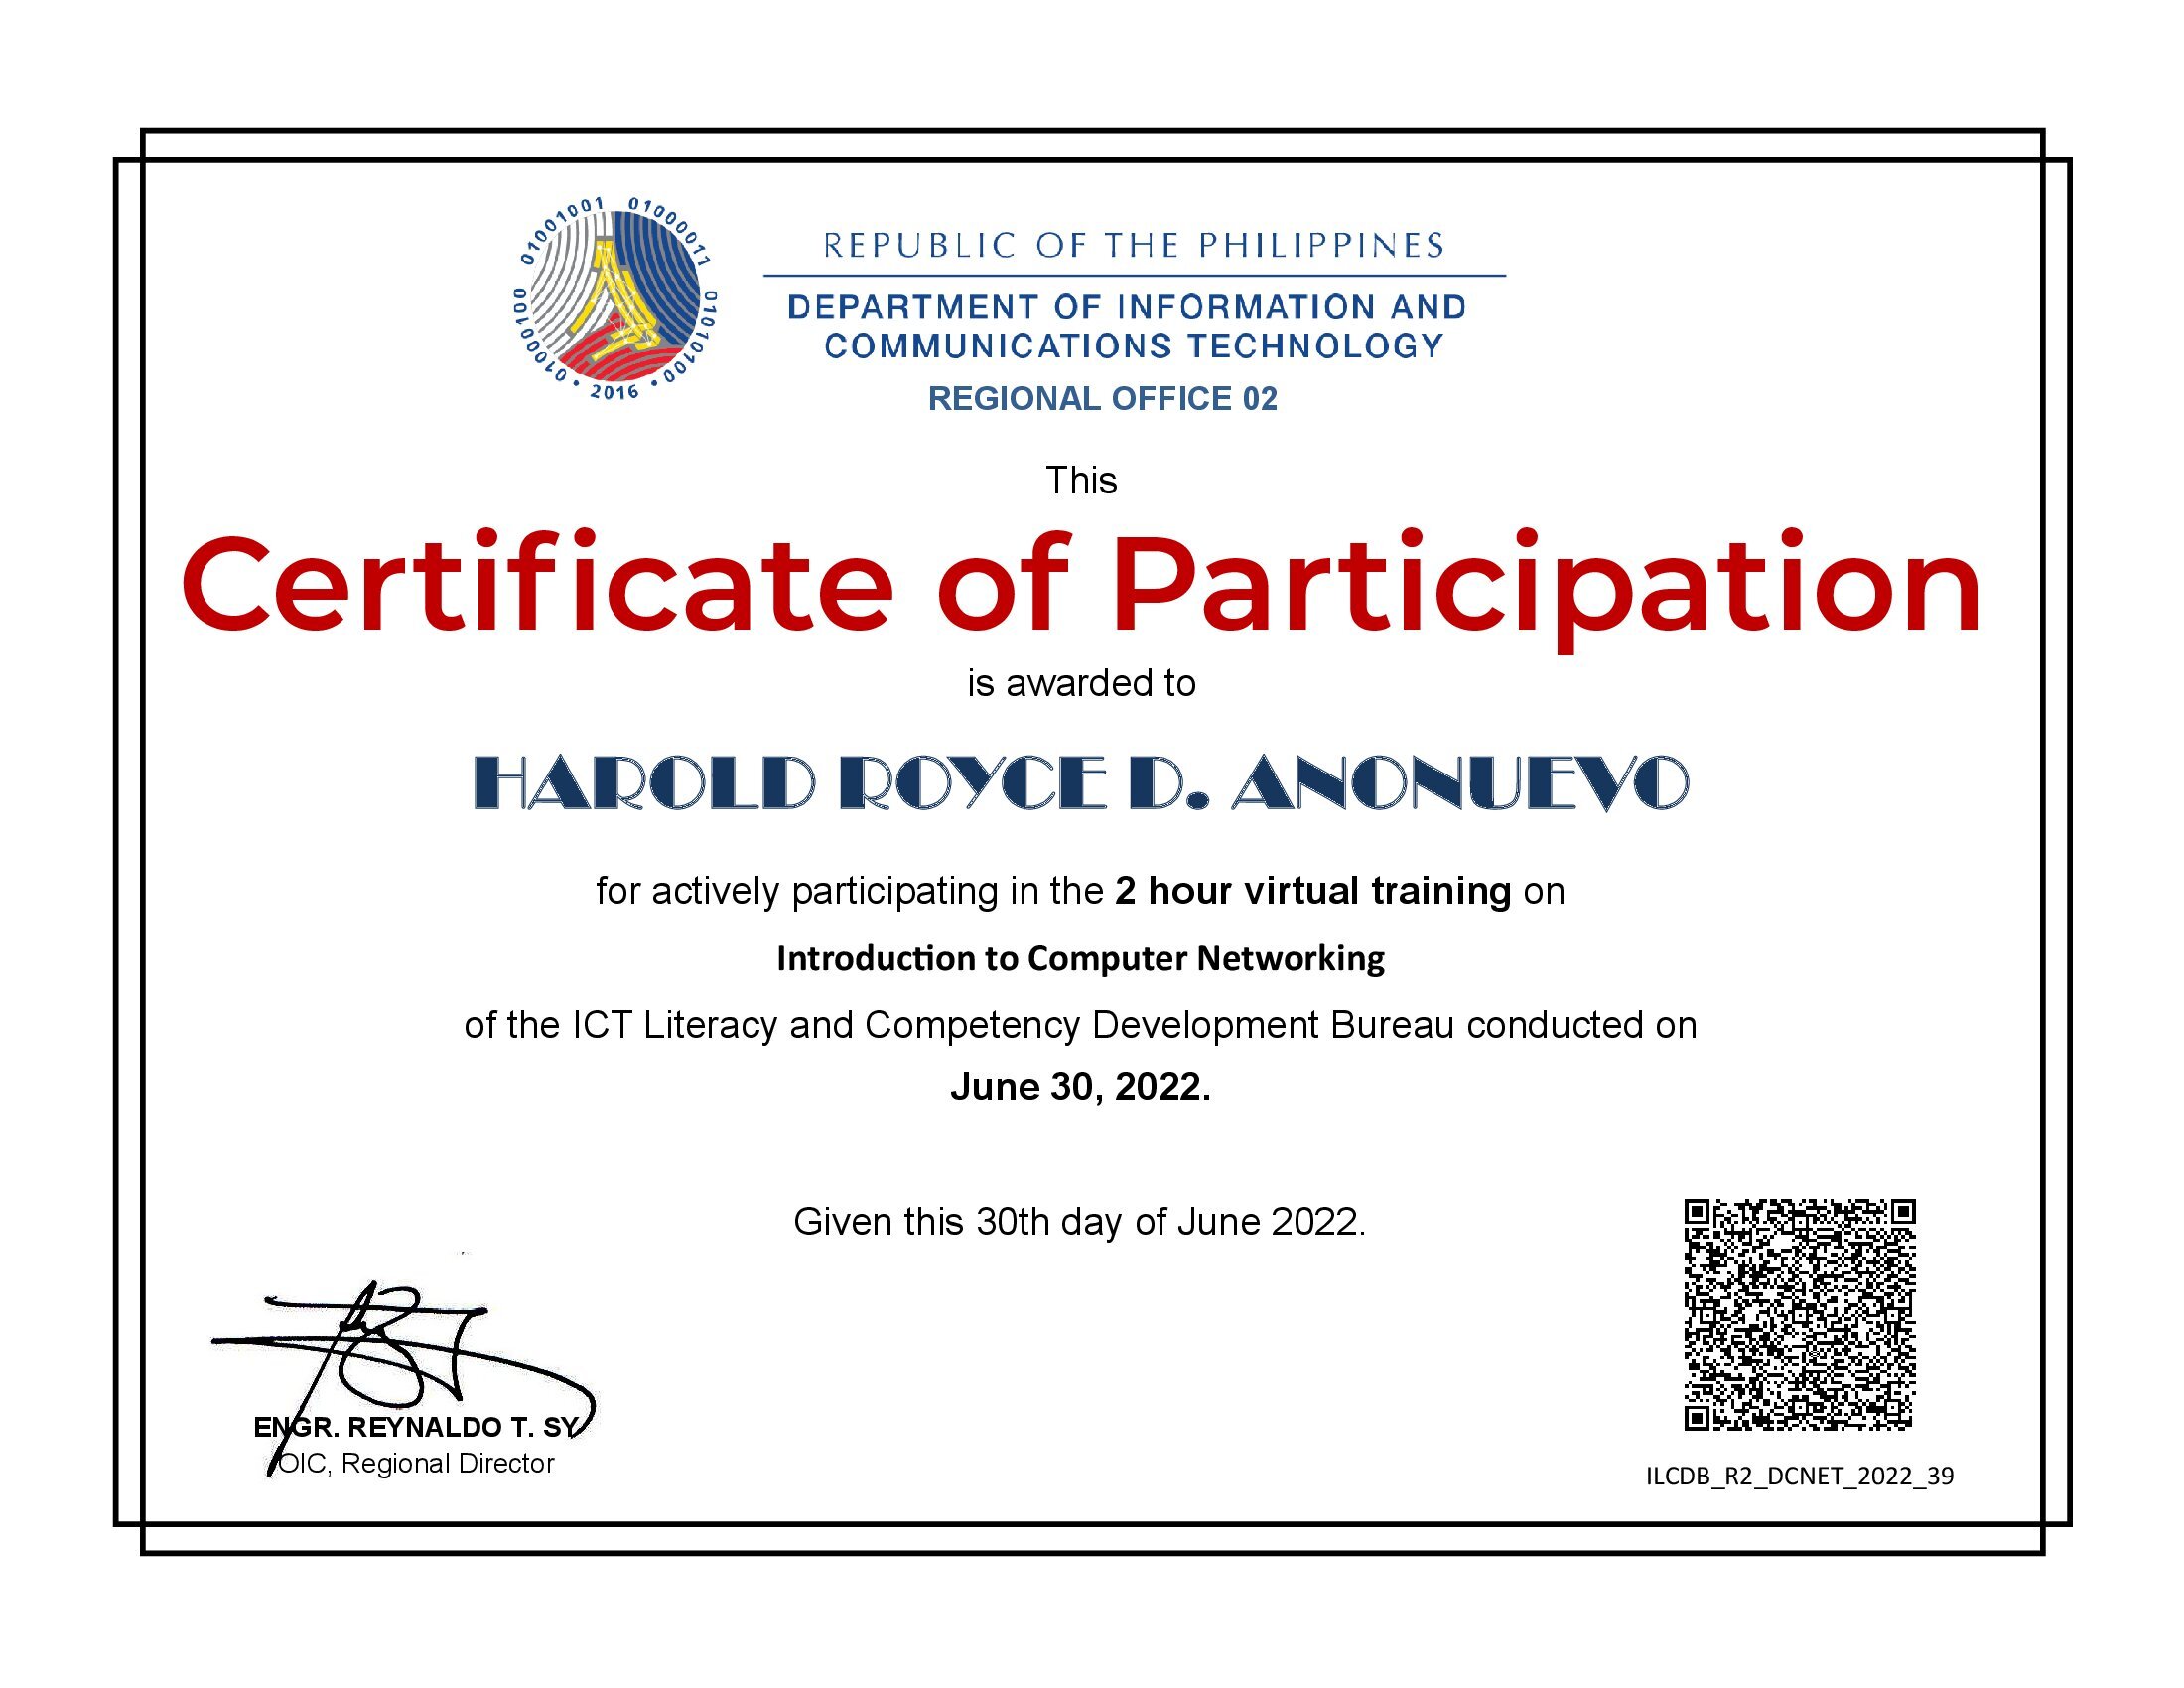 01001001 01000011 01010100 01000100 • 2016 •
REPUBLIC OF THE PHILIPPINES
DEPARTMENT OF INFORMATION AND
COMMUNICATIONS TECHNOLOGY
REGIONAL OFFICE 02
This
Certificate of Participation
is awarded to
HAROLD ROYCE D. ANONUEVO
for actively participating in the 2 hour virtual training on
Introduction to Computer Networking
of the ICT Literacy and Competency Development Bureau conducted on
June 30, 2022.
Given this 30th day of June 2022.
ENGR. REYNALDO T. SY
OIC, Regional Director
ILCDB_R2_DCNET_2022_39